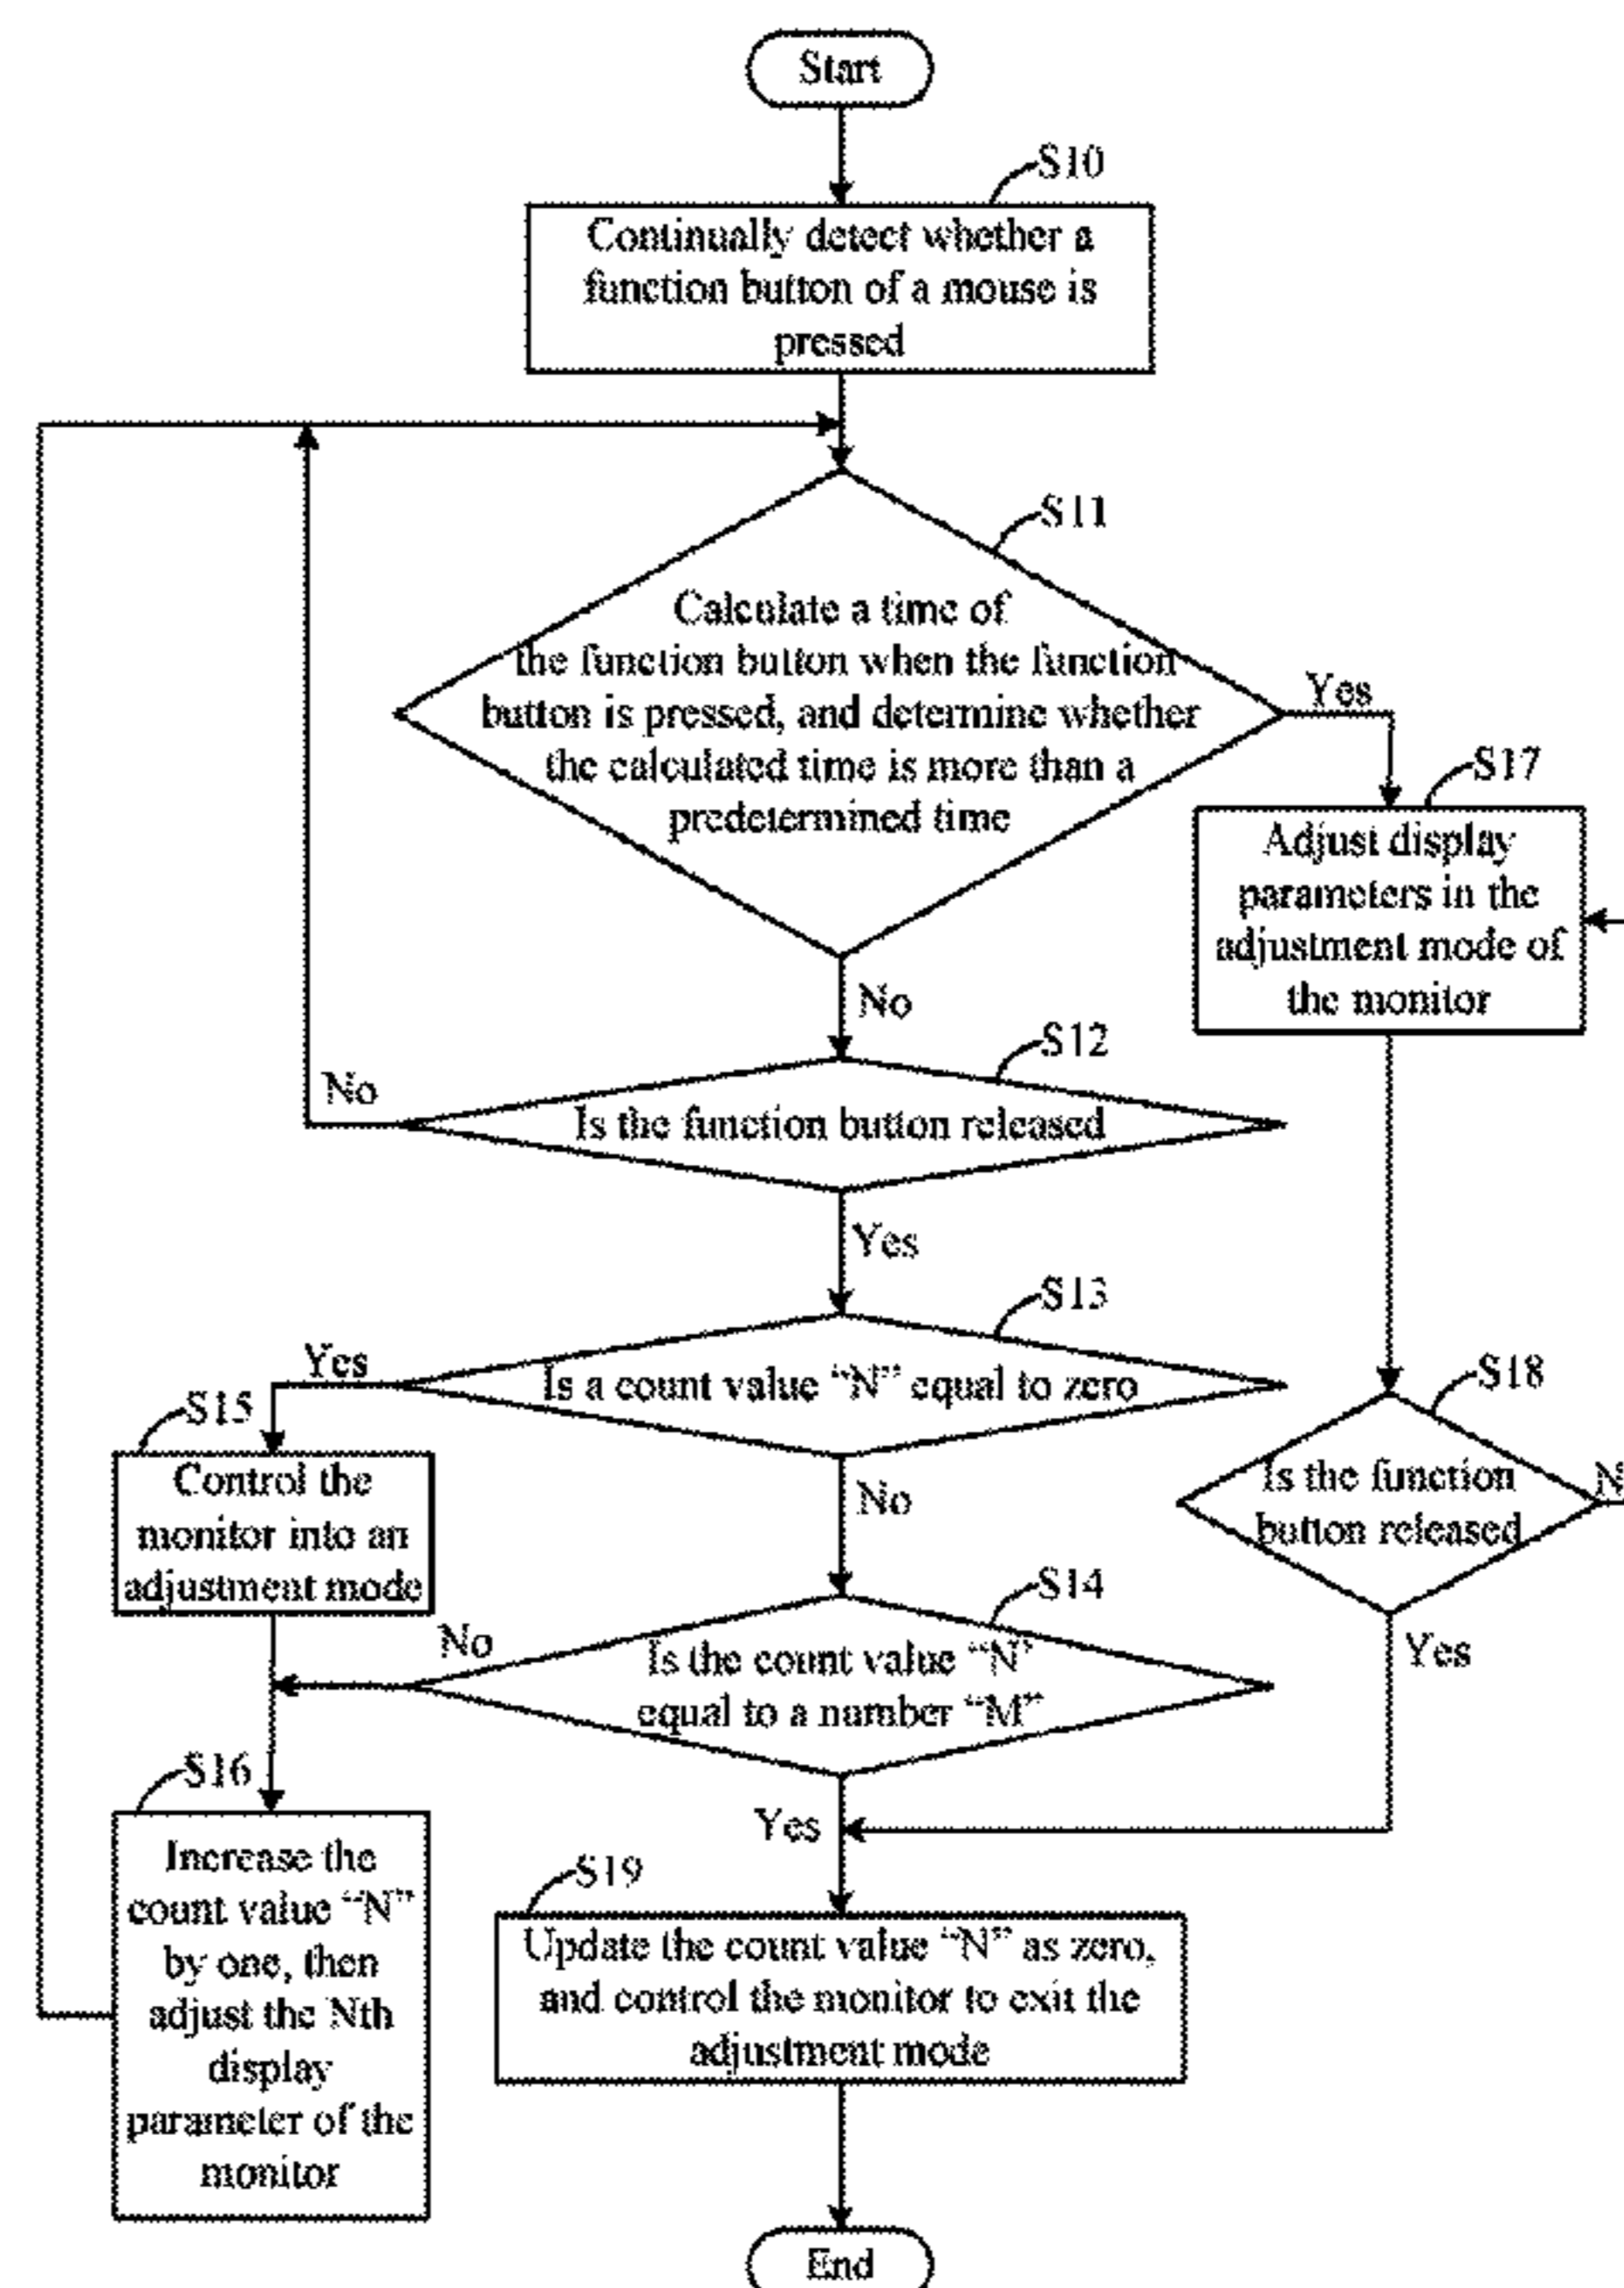 Start
S10
Continually detect whether a
function button of a mouse is
pressed
S11
Calculate a time of
the function button when the function
button is pressed, and determine whether
the calculated time is more than a
predetermined time
Yes
S17
Adjust display
parameters in the
adjustment mode of
the monitor
No
S12
Is the function button released
No
Yes
S13
Is a count value “N” equal to zero
Yes
S15
Control the
monitor into an
adjustment mode
No
S18
Is the function
button released
N
Yes
S14
Is the count value “N’
equal to a number “M”
No
Yes
S16
Increase the
count value “N”
by one, then
adjust the Nth
display
parameter of the
monitor
S19
Update the count value “N” as zero,
and control the monitor to exit the
adjustment mode
End